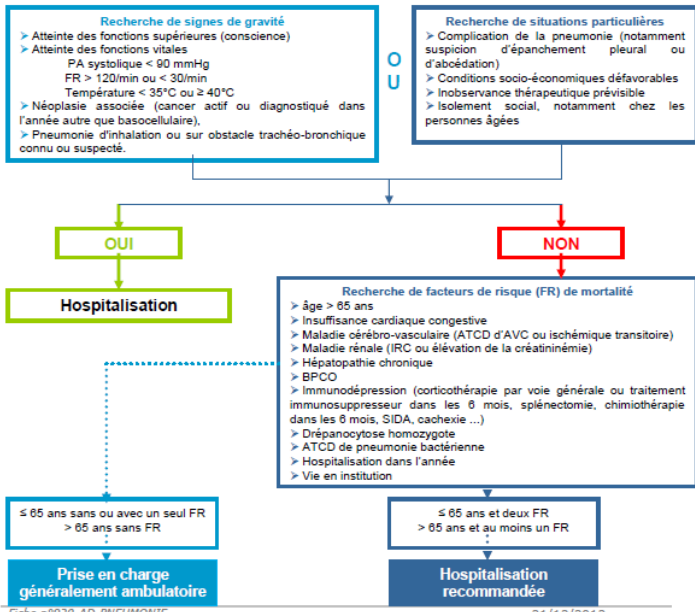 Recherche de signes de gravité
➢ Atteinte des fonctions supérieures (conscience)
➢ Atteinte des fonctions vitales
PA systolique < 90 mmHg
FR > 120/min ou < 30/min
Température < 35°C ou ≥ 40°C
➢ Néoplasie associée (cancer actif ou diagnostiqué dans
l'année autre que basocellulaire),
➢ Pneumonie d'inhalation ou sur obstacle trachéo-bronchique
connu ou suspecté.
O
U
Recherche de situations particulières
➢ Complication de la pneumonie (notamment
suspicion d'épanchement pleural ou
d'abcédation)
➢ Conditions socio-économiques défavorables
➢ Inobservance thérapeutique prévisible
➢ Isolement social, notamment chez les
personnes âgées
OUI
NON
Hospitalisation
Recherche de facteurs de risque (FR) de mortalité
➢ âge > 65 ans
➢ Insuffisance cardiaque congestive
➢ Maladie cérébro-vasculaire (ATCD d'AVC ou ischémique transitoire)
➢ Maladie rénale (IRC ou élévation de la créatininémie)
➢ Hépatopathie chronique
➢ BPCO
➢ Immunodépression (corticothérapie par voie générale ou traitement
immunosuppresseur dans les 6 mois, splénectomie, chimiothérapie
dans les 6 mois, SIDA, cachexie ...)
➢ Drépanocytose homozygote
➢ ATCD de pneumonie bactérienne
➢ Hospitalisation dans l'année
➢ Vie en institution
≤ 65 ans sans ou avec un seul FR
> 65 ans sans FR
≤ 65 ans et deux FR
> 65 ans et au moins un FR
Prise en charge
généralement ambulatoire
Hospitalisation
recommandée